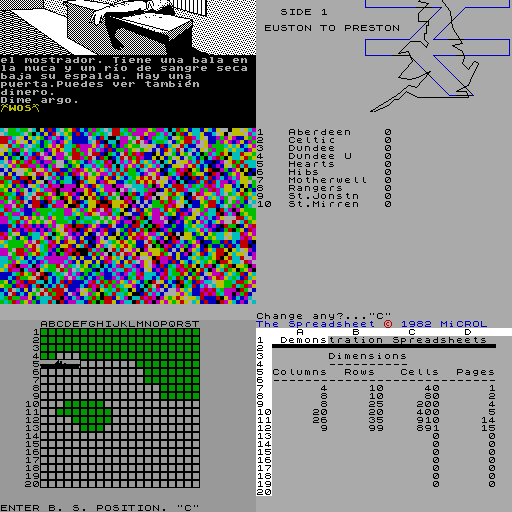 el mostrador. Tiene una bala en
la nuca y un río de sangre seca
baja su espalda. Hay una
puerta.Puedes ver también
dinero.
Dime argo.
"WOS"
SIDE 1
EUSTON TO PRESTON
1 Aberdeen 0
2 Celtic 0
3 Dundee 0
4 Dundee U 0
5 Hearts 0
6 Hibs 0
7 Motherwell 0
8 Rangers 0
9 St.Jonstn 0
10 St.Mirren 0
Change any?..."C"
ABCDEFGHIJKLMNOPQRST
1
2
3
4
5
6
7
8
9
10
11
12
13
14
15
16
17
18
19
20
ENTER B. S. POSITION. "C"
The Spreadsheet © 1982 MiCROL
A B C D
1 Demonstration Spreadsheets
2
3 Dimensions
4 --------------
5 Columns Rows Cells Pages
6
7 4 10 40 1
8 8 10 80 2
9 8 25 200 4
10 20 20 400 5
11 26 35 910 14
12 9 99 891 15
13 0 0
14 0 0
15 0 0
16 0 0
17 0 0
18 0 0
19 0 0
20